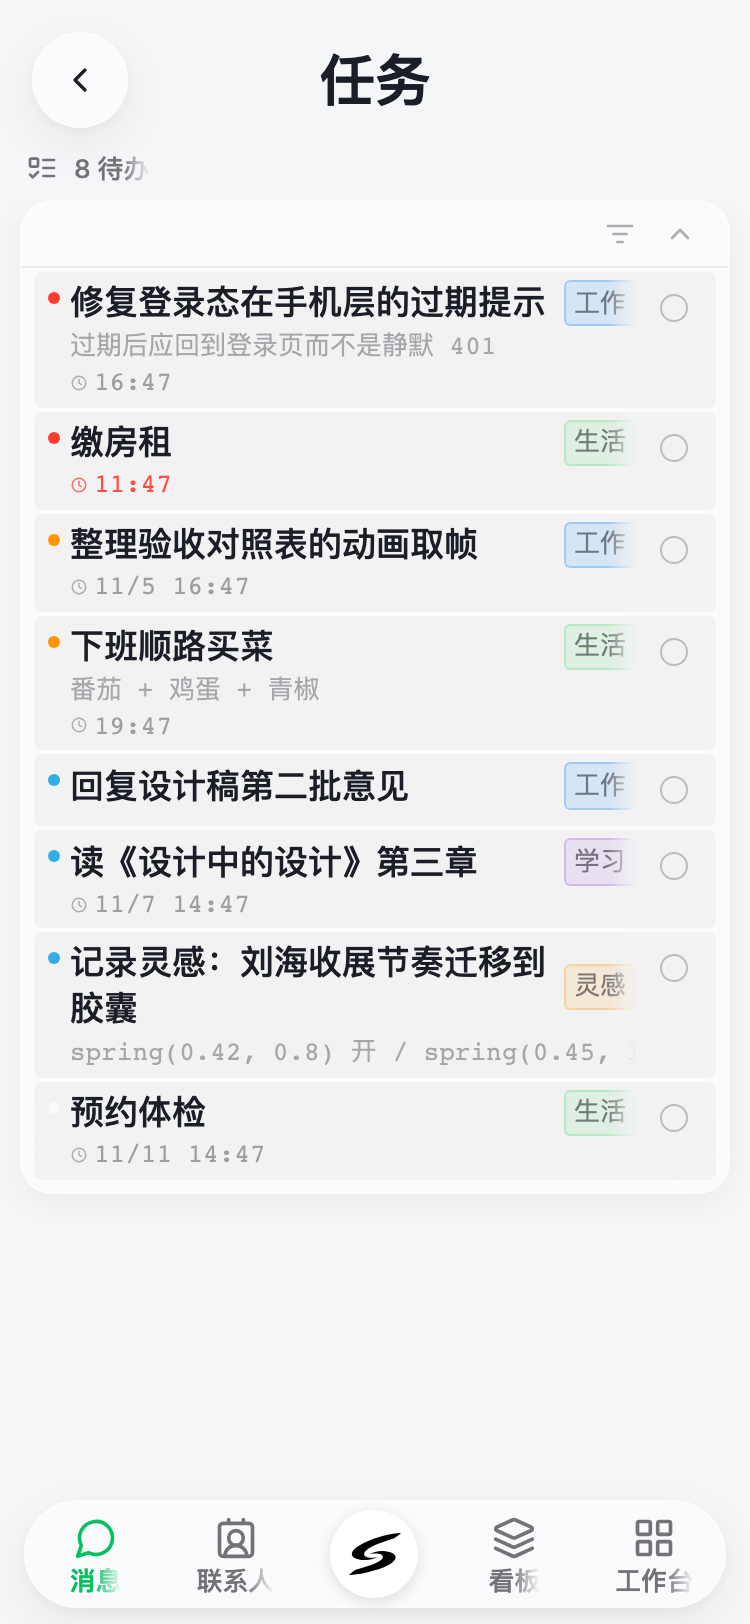 任务
8 待办
修复登录态在手机层的过期提示 工作
过期后应回到登录页而不是静默 401
16:47
缴房租 生活
11:47
整理验收对照表的动画取帧 工作
11/5 16:47
下班顺路买菜 生活
番茄 + 鸡蛋 + 青椒
19:47
回复设计稿第二批意见 工作
读《设计中的设计》第三章 学习
11/7 14:47
记录灵感：刘海收展节奏迁移到
胶囊 灵感
spring(0.42, 0.8) 开 / spring(0.45,
预约体检 生活
11/11 14:47
消息 联系人 看板 工作台